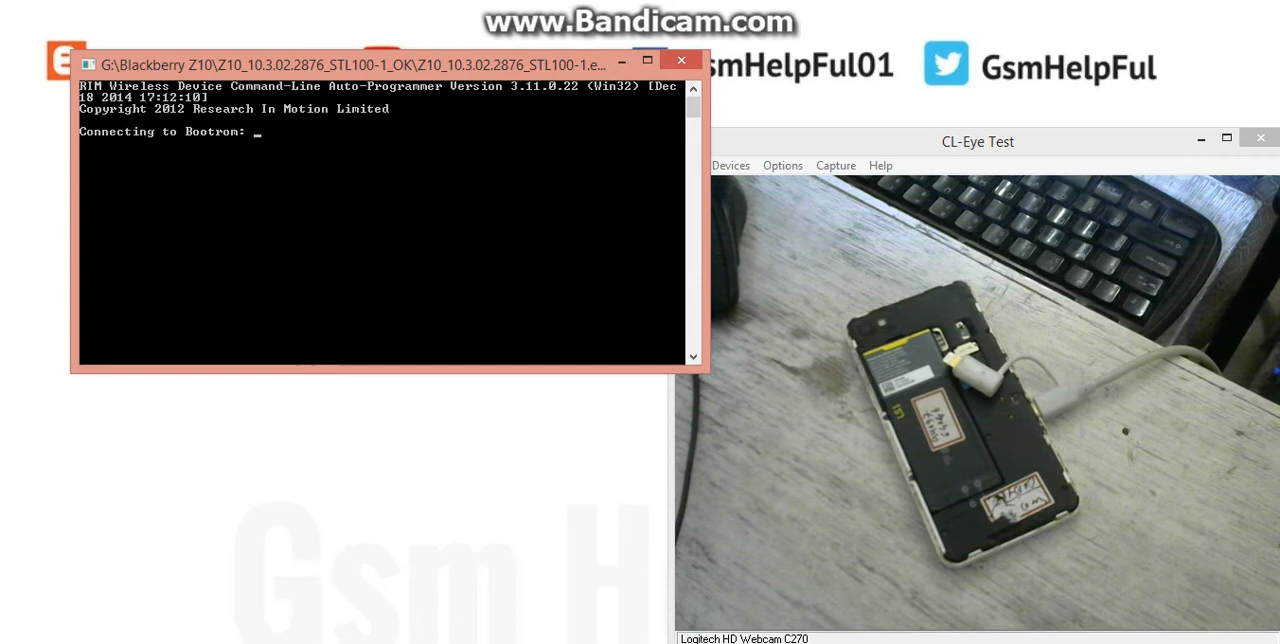 www.Bandicam.com
smHelpFul01
GsmHelpFul
G:\Blackberry Z10\Z10_10.3.02.2876_STL100-1_OK\Z10_10.3.02.2876_STL100-1.e...
RIM Wireless Device Command-Line Auto-Programmer Version 3.11.0.22 (Win32) [Dec
18 2014 17:12:10]
Copyright 2012 Research In Motion Limited
Connecting to Bootrom: _
CL-Eye Test
Devices Options Capture Help
LS1
Gsm H
Logitech HD Webcam C270